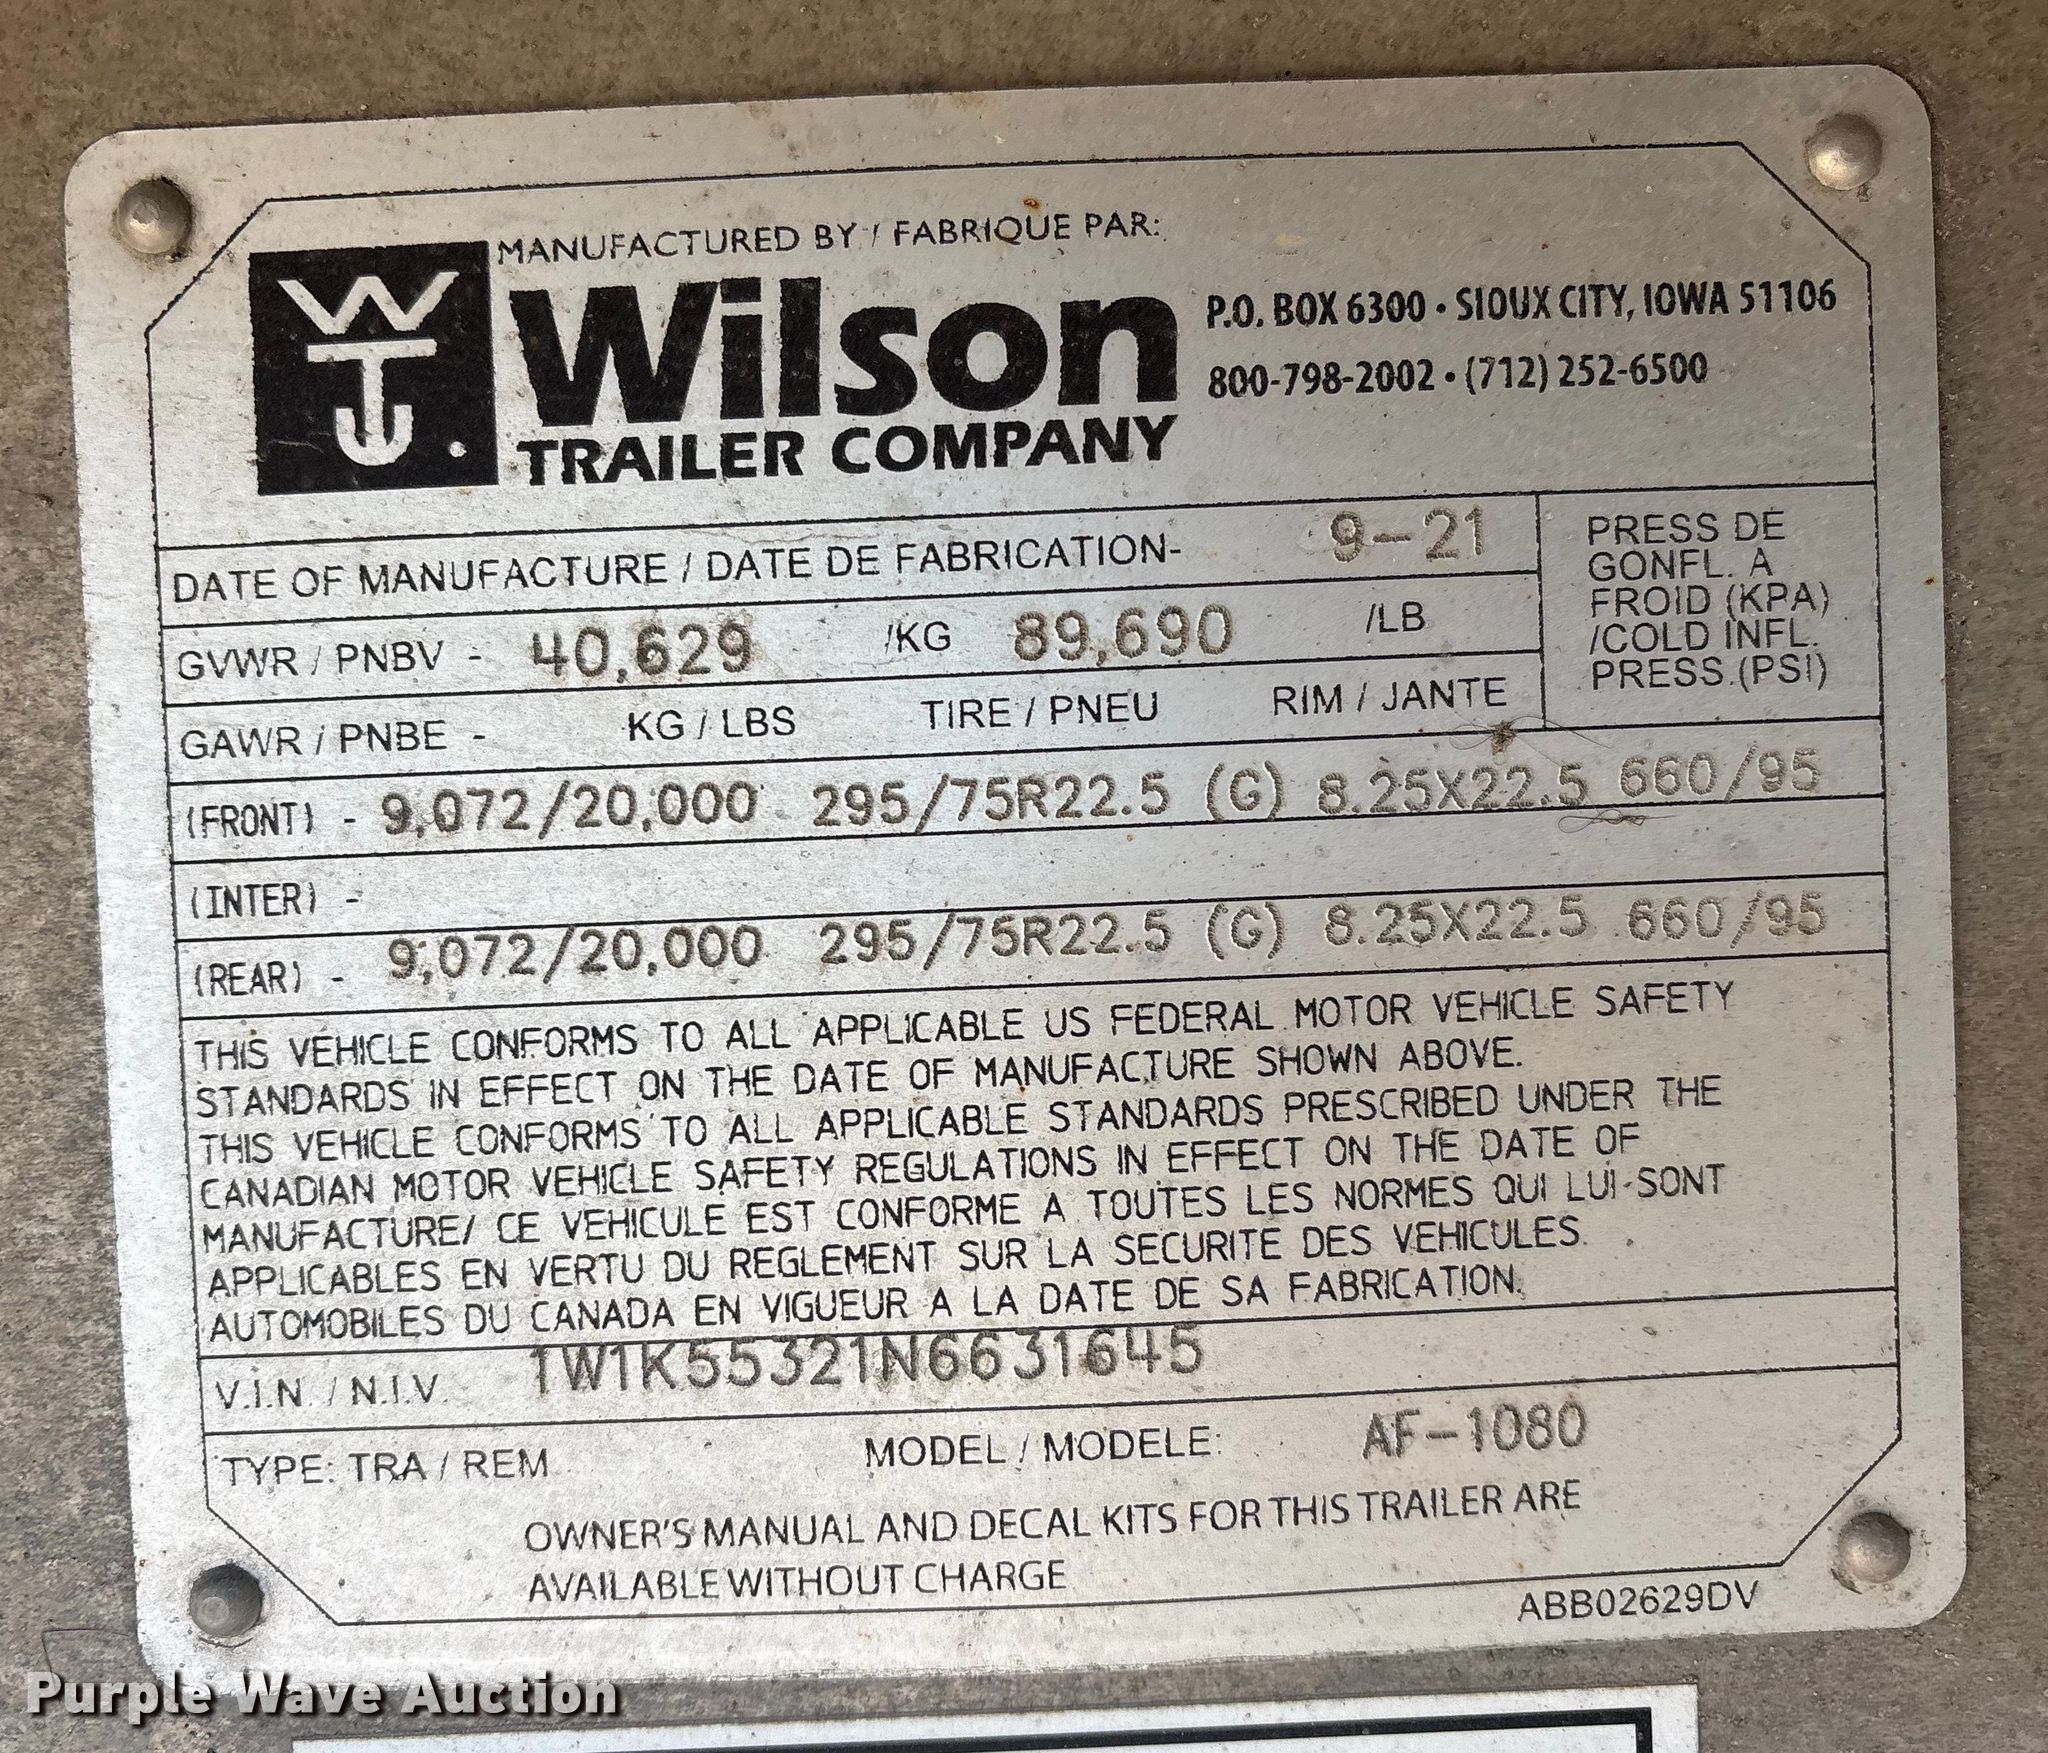 MANUFACTURED BY / FABRIQUE PAR:
WTJ.
Wilson
TRAILER COMPANY
P.O. BOX 6300 • SIOUX CITY, IOWA 51106
800-798-2002 • (712) 252-6500
DATE OF MANUFACTURE / DATE DE FABRICATION- 9-21
PRESS DE
GONFL. A
FROID (KPA)
/COLD INFL.
PRESS.(PSI)
GVWR / PNBV - 40,629 /KG 89,690 /LB
GAWR / PNBE - KG / LBS TIRE / PNEU RIM / JANTE
(FRONT) - 9,072/20,000 295/75R22.5 (G) 8.25X22.5 660/95
(INTER) -
(REAR) - 9,072/20,000 295/75R22.5 (G) 8.25X22.5 660/95
THIS VEHICLE CONFORMS TO ALL APPLICABLE US FEDERAL MOTOR VEHICLE SAFETY
STANDARDS IN EFFECT ON THE DATE OF MANUFACTURE SHOWN ABOVE.
THIS VEHICLE CONFORMS TO ALL APPLICABLE STANDARDS PRESCRIBED UNDER THE
CANADIAN MOTOR VEHICLE SAFETY REGULATIONS IN EFFECT ON THE DATE OF
MANUFACTURE/ CE VEHICULE EST CONFORME A TOUTES LES NORMES QUI LUI-SONT
APPLICABLES EN VERTU DU REGLEMENT SUR LA SECURITE DES VEHICULES
AUTOMOBILES DU CANADA EN VIGUEUR A LA DATE DE SA FABRICATION.
V.I.N. / N.I.V. 1W1K55321N6631645
TYPE: TRA / REM MODEL / MODELE: AF-1080
OWNER'S MANUAL AND DECAL KITS FOR THIS TRAILER ARE
AVAILABLE WITHOUT CHARGE
ABB02629DV
Purple Wave Auction